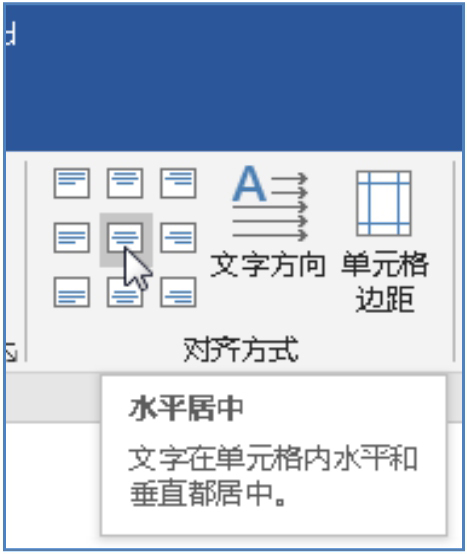 d
文字方向
单元格
边距
对齐方式
水平居中
文字在单元格内水平和
垂直都居中。